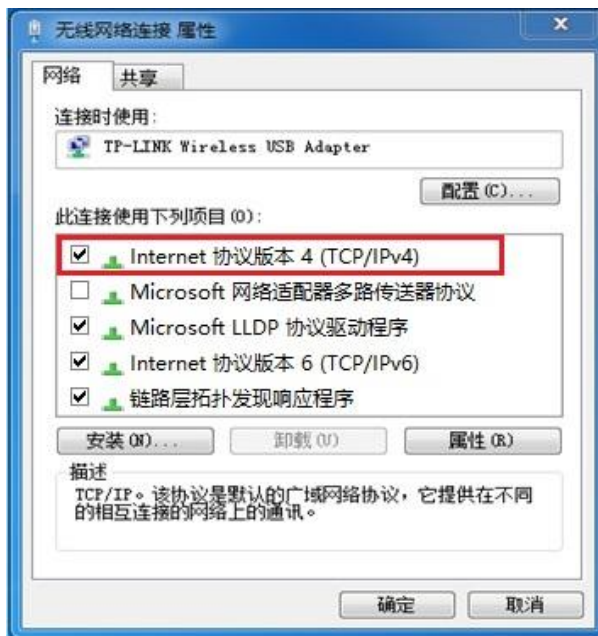 无线网络连接 属性
网络
共享
连接时使用:
TP-LINK Wireless USB Adapter
配置(C)...
此连接使用下列项目(O):
Internet 协议版本 4 (TCP/IPv4)
Microsoft 网络适配器多路传送器协议
Microsoft LLDP 协议驱动程序
Internet 协议版本 6 (TCP/IPv6)
链路层拓扑发现响应程序
安装(N)...
卸载(U)
属性(R)
描述
TCP/IP。该协议是默认的广域网络协议，它提供在不同
的相互连接的网络上的通讯。
确定
取消